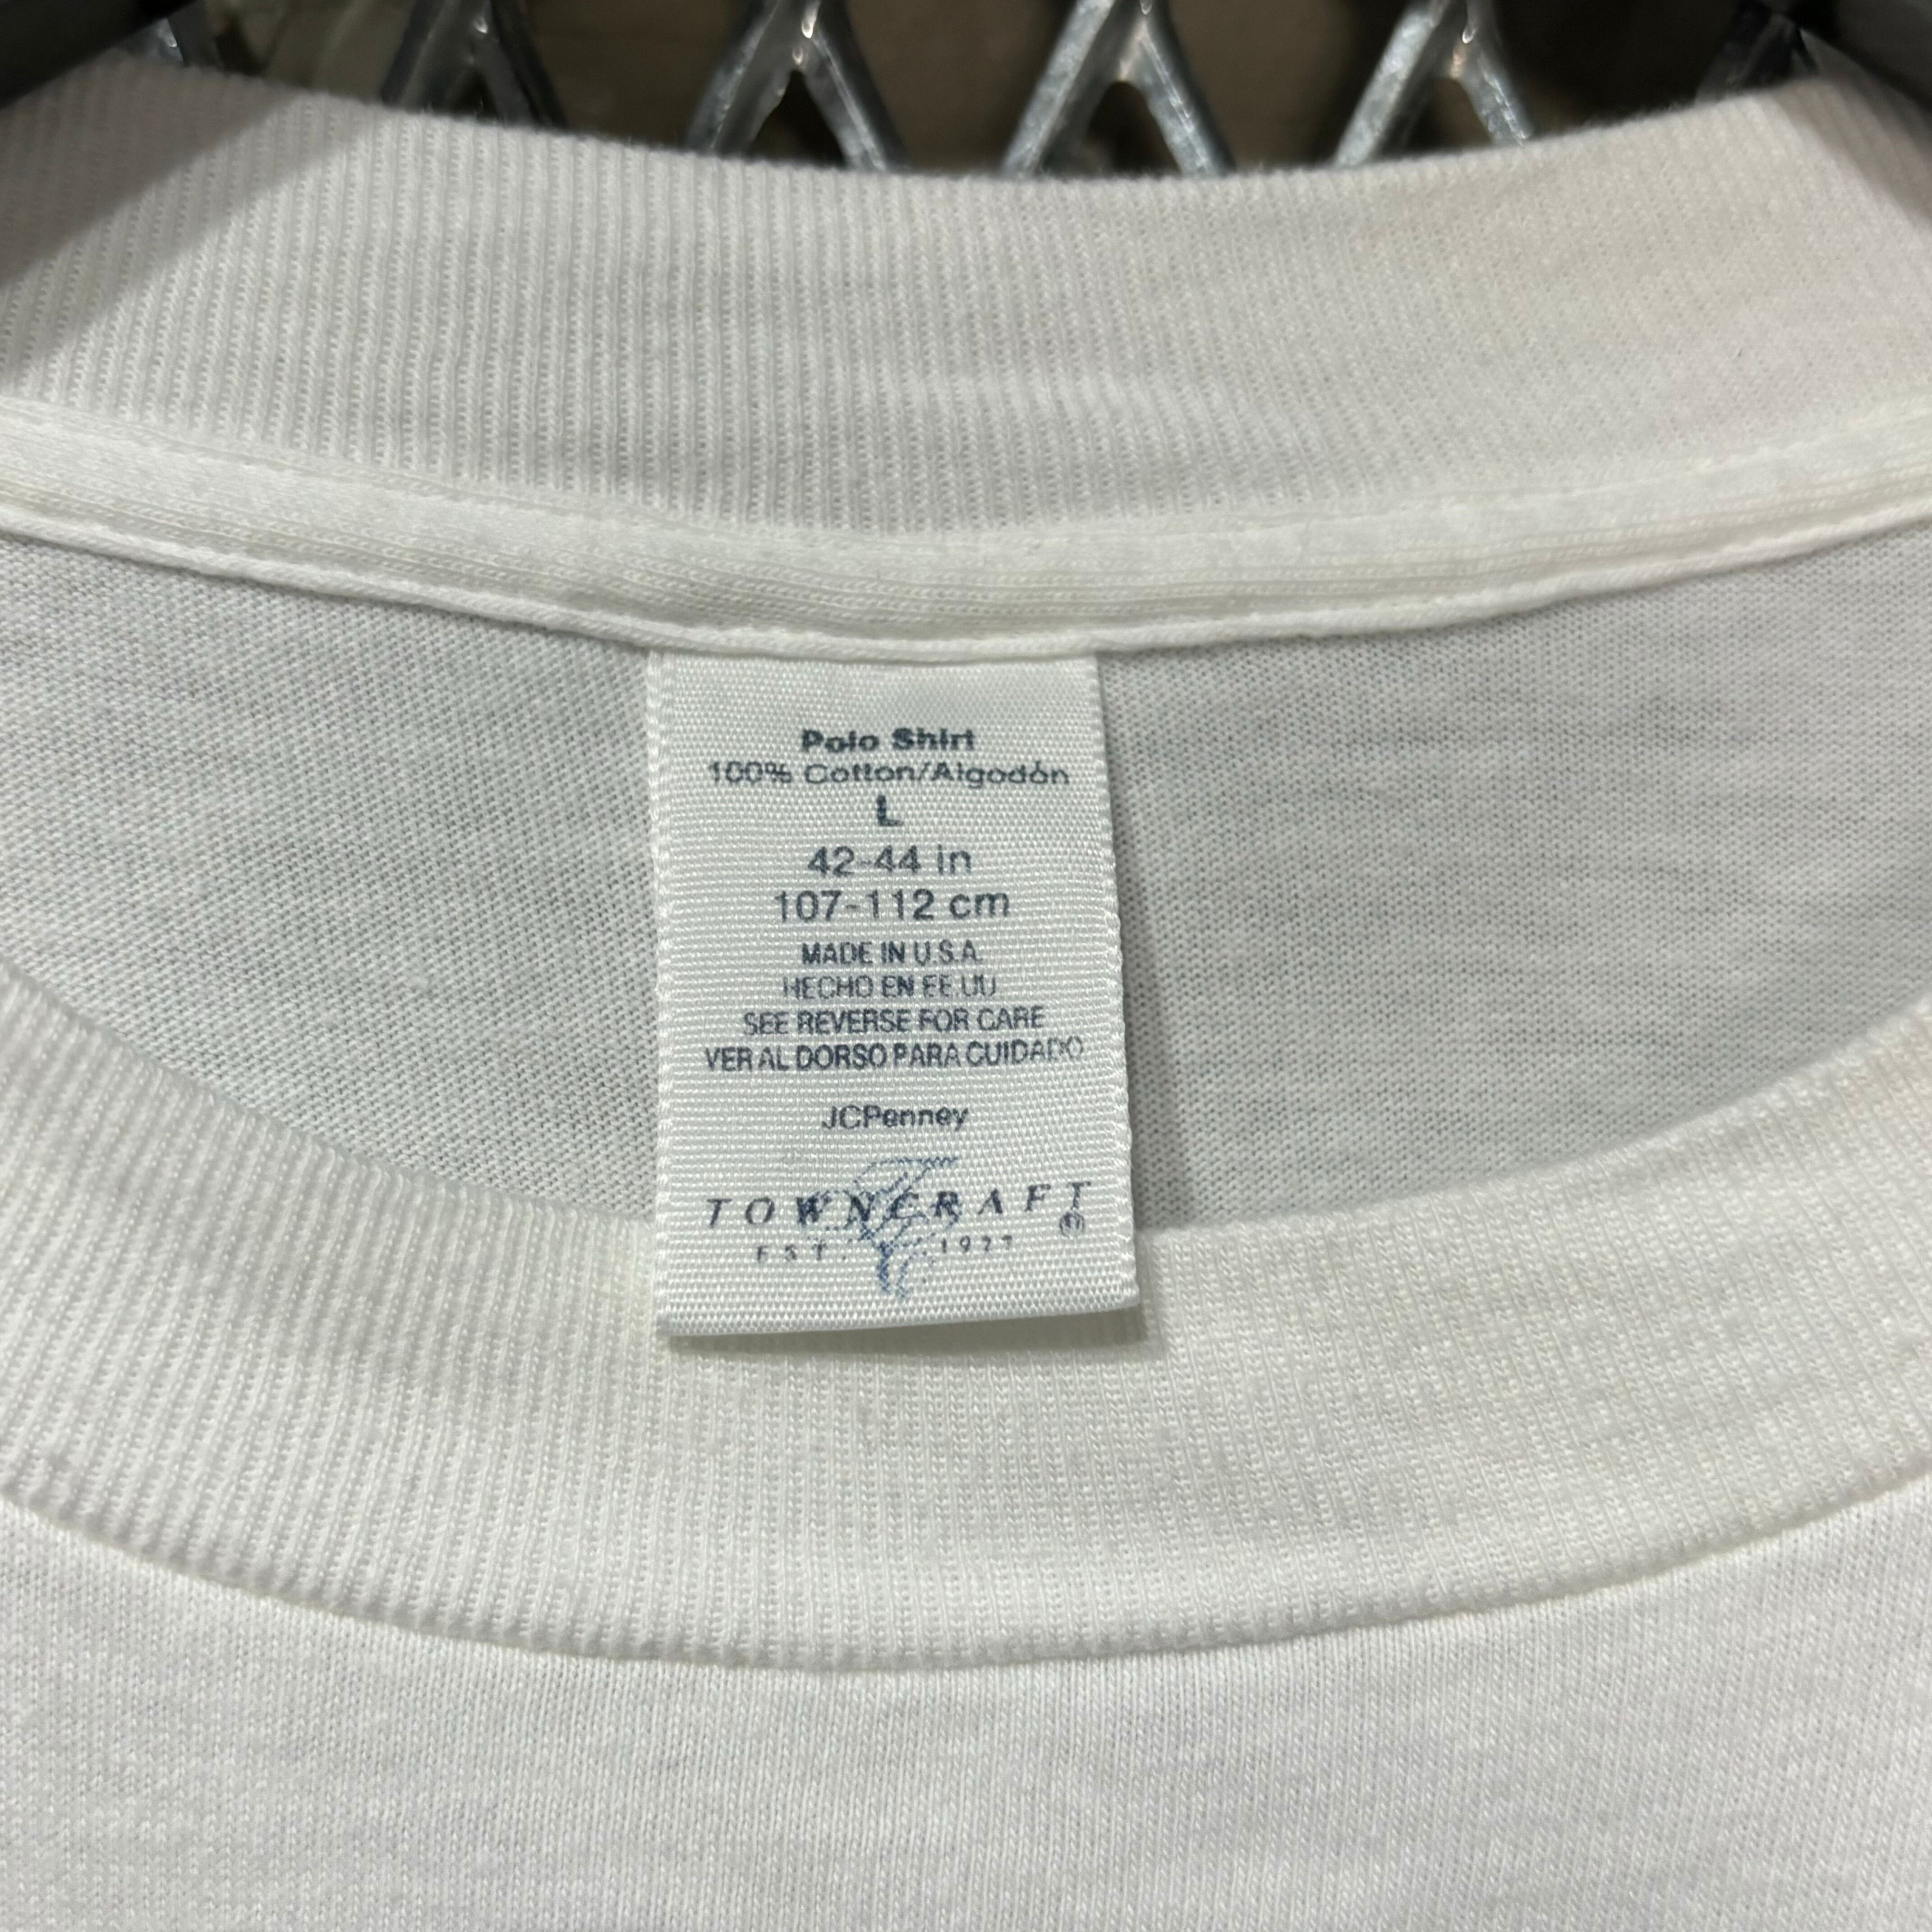 Polo Shirt
100% Cotton/Algodón
L
42-44 in
107-112 cm
MADE IN U.S.A.
HECHO EN EE.UU
SEE REVERSE FOR CARE
VER AL DORSO PARA CUIDADO
JCPenney
TOWNCRAFT®
EST. 1927